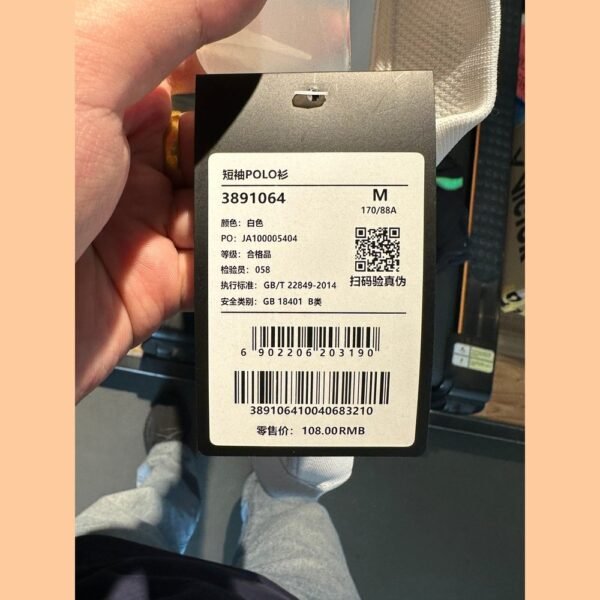 短袖POLO衫
3891064
M
170/88A
颜色：白色
PO：JA100005404
等级：合格品
检验员：058
执行标准：GB/T 22849-2014
安全类别：GB 18401 B类
扫码验真伪
6 902206 203190
389106410040683210
零售价：108.00RMB
VICTOR